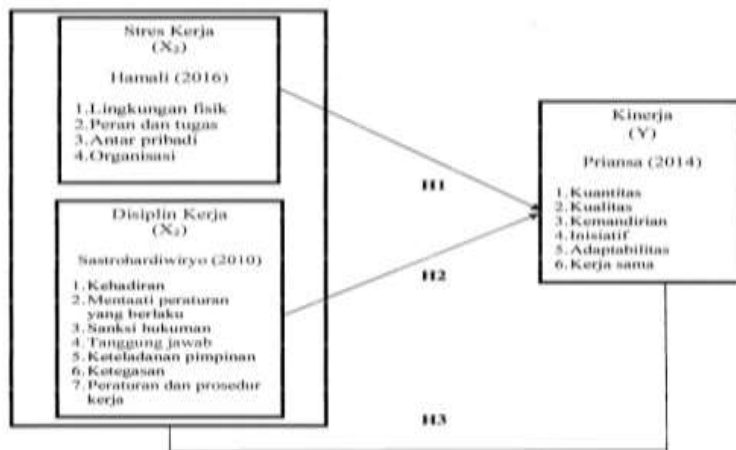 Stres Kerja
(X₂)
Hamali (2016)
1. Lingkungan fisik
2. Peran dan tugas
3. Antar pribadi
4. Organisasi
Disiplin Kerja
(X₂)
Sastrohardiwiryo (2010)
1. Kehadiran
2. Mentaati peraturan
yang berlaku
3. Sanksi hukuman
4. Tanggung jawab
5. Keteladanan pimpinan
6. Ketegasan
7. Peraturan dan prosedur
kerja
H1
H2
H3
Kinerja
(Y)
Priansa (2014)
1. Kuantitas
2. Kualitas
3. Kemandirian
4. Inisiatif
5. Adaptabilitas
6. Kerja sama